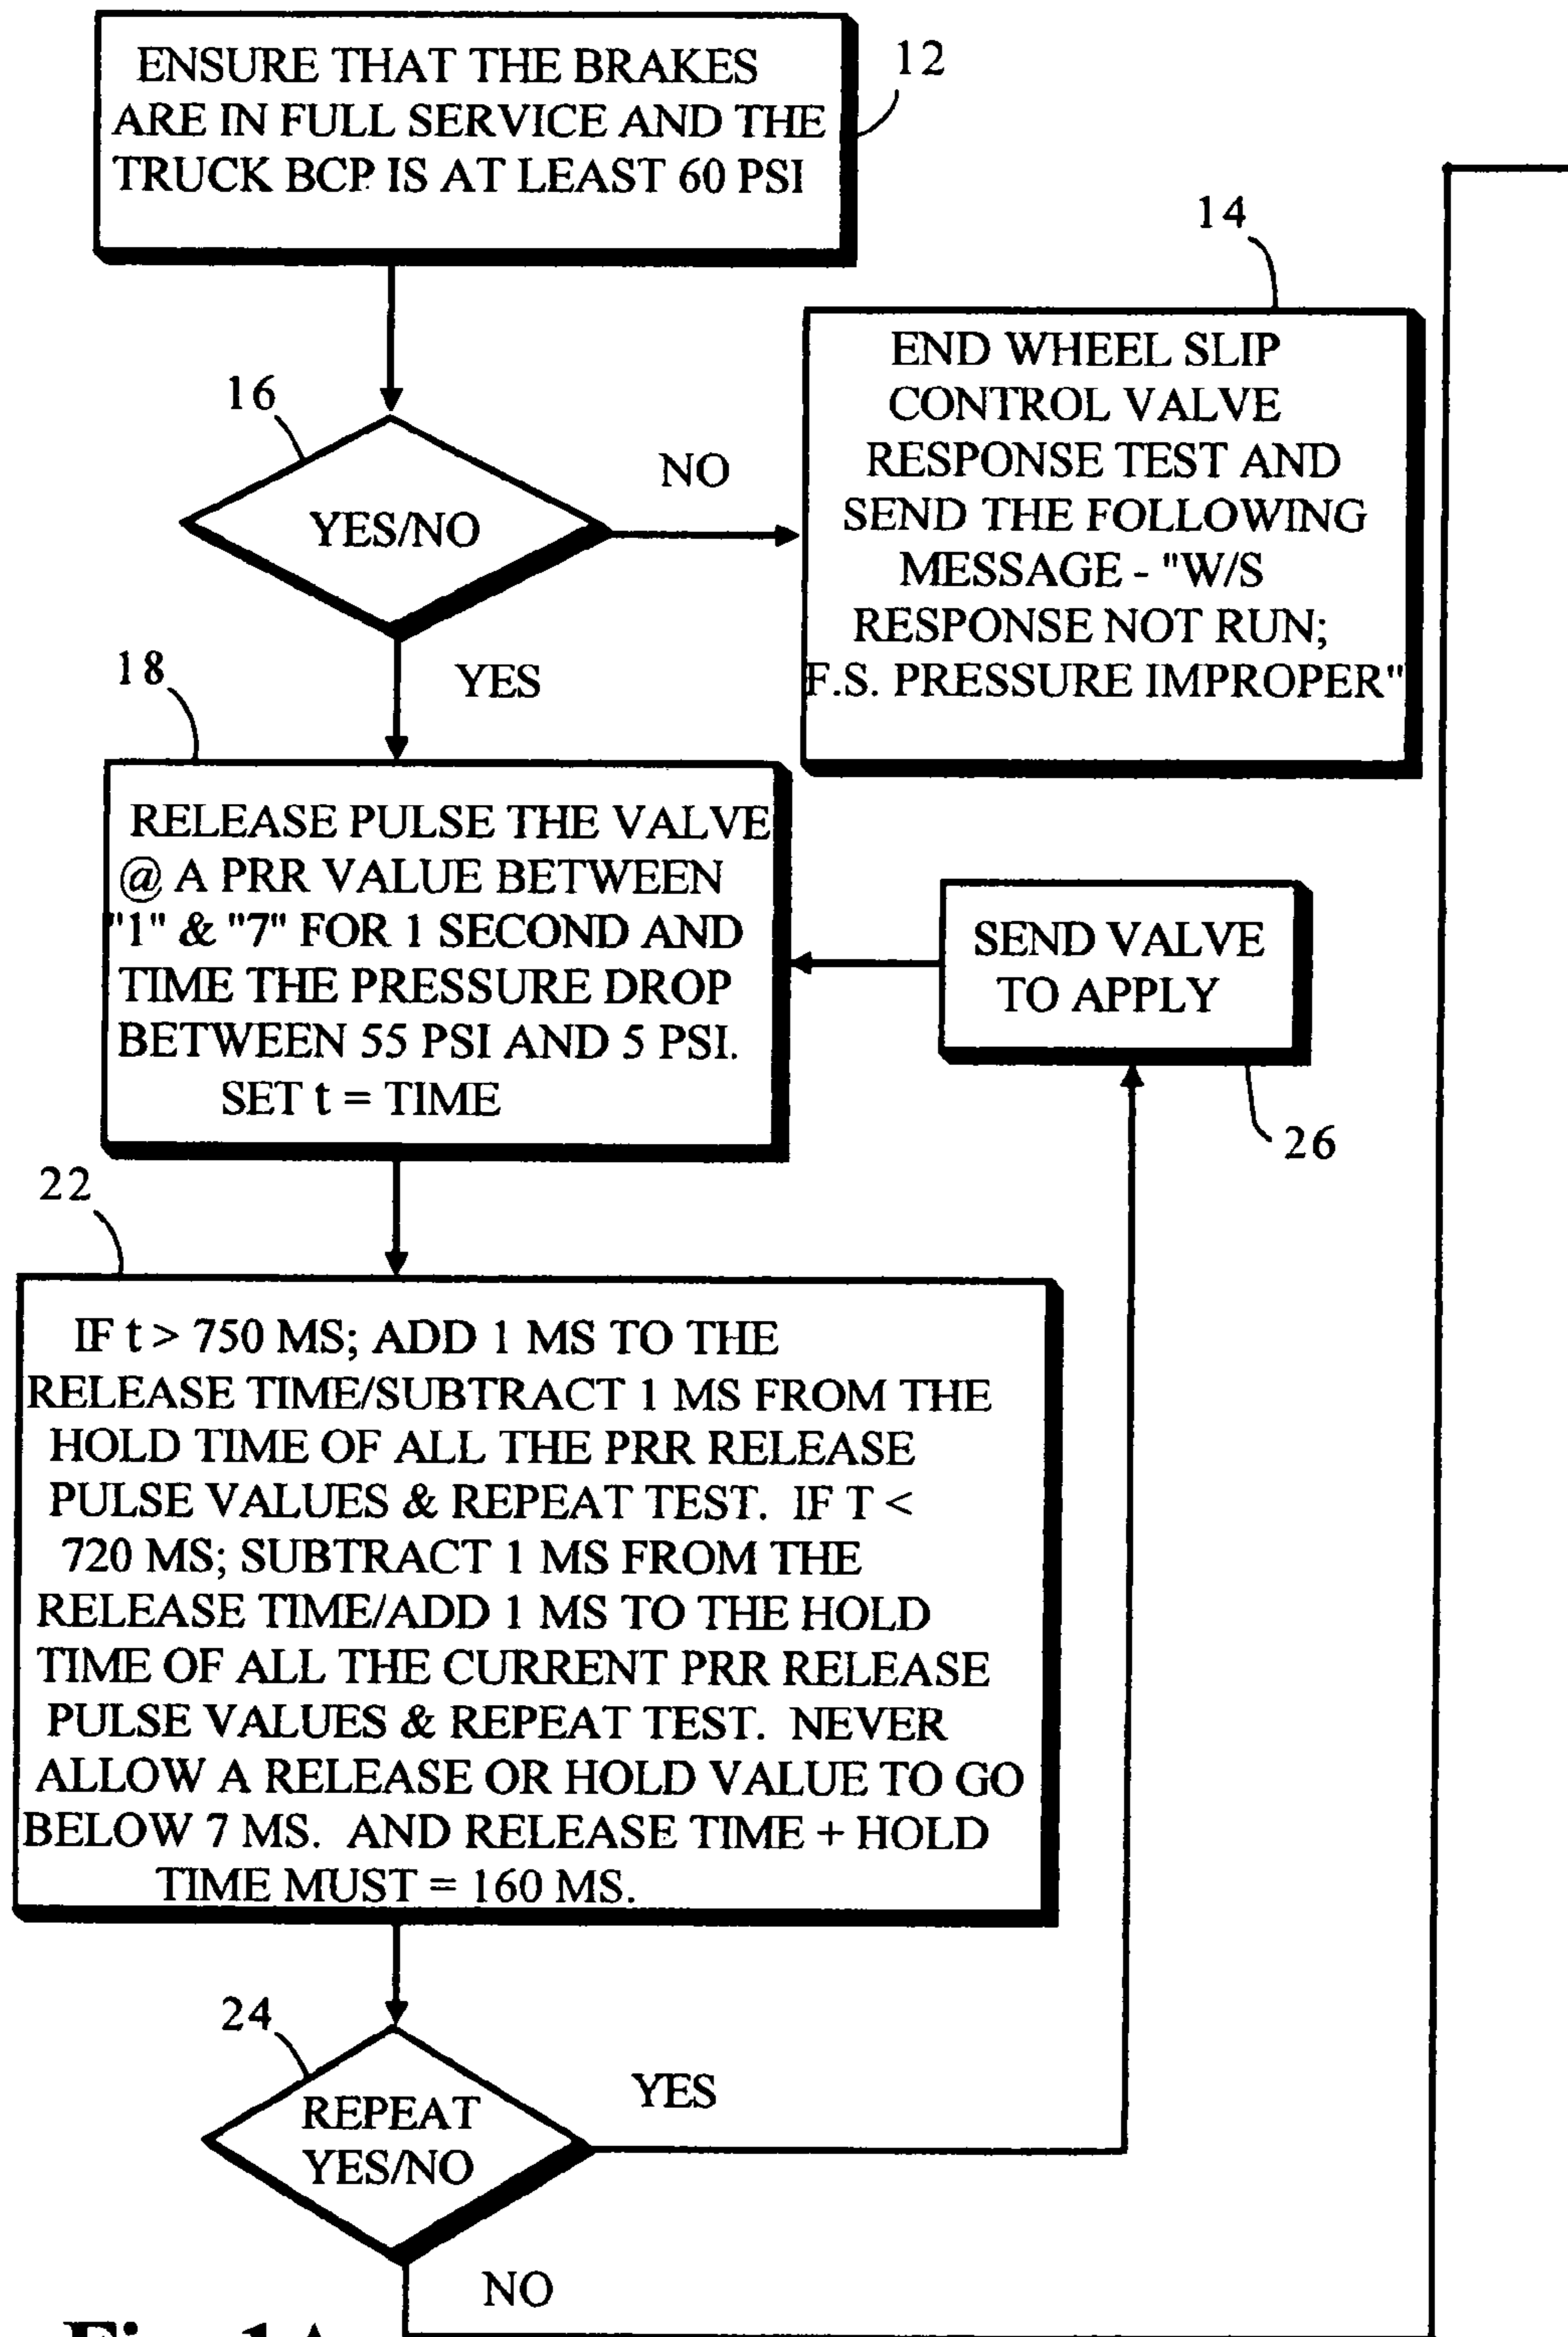 ENSURE THAT THE BRAKES
ARE IN FULL SERVICE AND THE
TRUCK BCP IS AT LEAST 60 PSI
12
14
END WHEEL SLIP
CONTROL VALVE
RESPONSE TEST AND
SEND THE FOLLOWING
MESSAGE - "W/S
RESPONSE NOT RUN;
F.S. PRESSURE IMPROPER"
16
YES/NO
NO
YES
18
RELEASE PULSE THE VALVE
@ A PRR VALUE BETWEEN
"1" & "7" FOR 1 SECOND AND
TIME THE PRESSURE DROP
BETWEEN 55 PSI AND 5 PSI.
SET t = TIME
SEND VALVE
TO APPLY
26
22
IF t > 750 MS; ADD 1 MS TO THE
RELEASE TIME/SUBTRACT 1 MS FROM THE
HOLD TIME OF ALL THE PRR RELEASE
PULSE VALUES & REPEAT TEST. IF T <
720 MS; SUBTRACT 1 MS FROM THE
RELEASE TIME/ADD 1 MS TO THE HOLD
TIME OF ALL THE CURRENT PRR RELEASE
PULSE VALUES & REPEAT TEST. NEVER
ALLOW A RELEASE OR HOLD VALUE TO GO
BELOW 7 MS. AND RELEASE TIME + HOLD
TIME MUST = 160 MS.
24
REPEAT
YES/NO
YES
NO
Fig. 1A